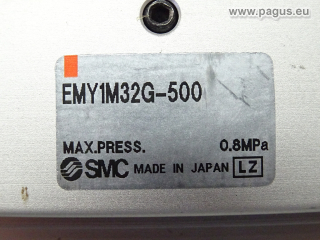 © www.pagus.eu
EMY1M32G-500
MAX.PRESS. 0.8MPa
SMC MADE IN JAPAN LZ